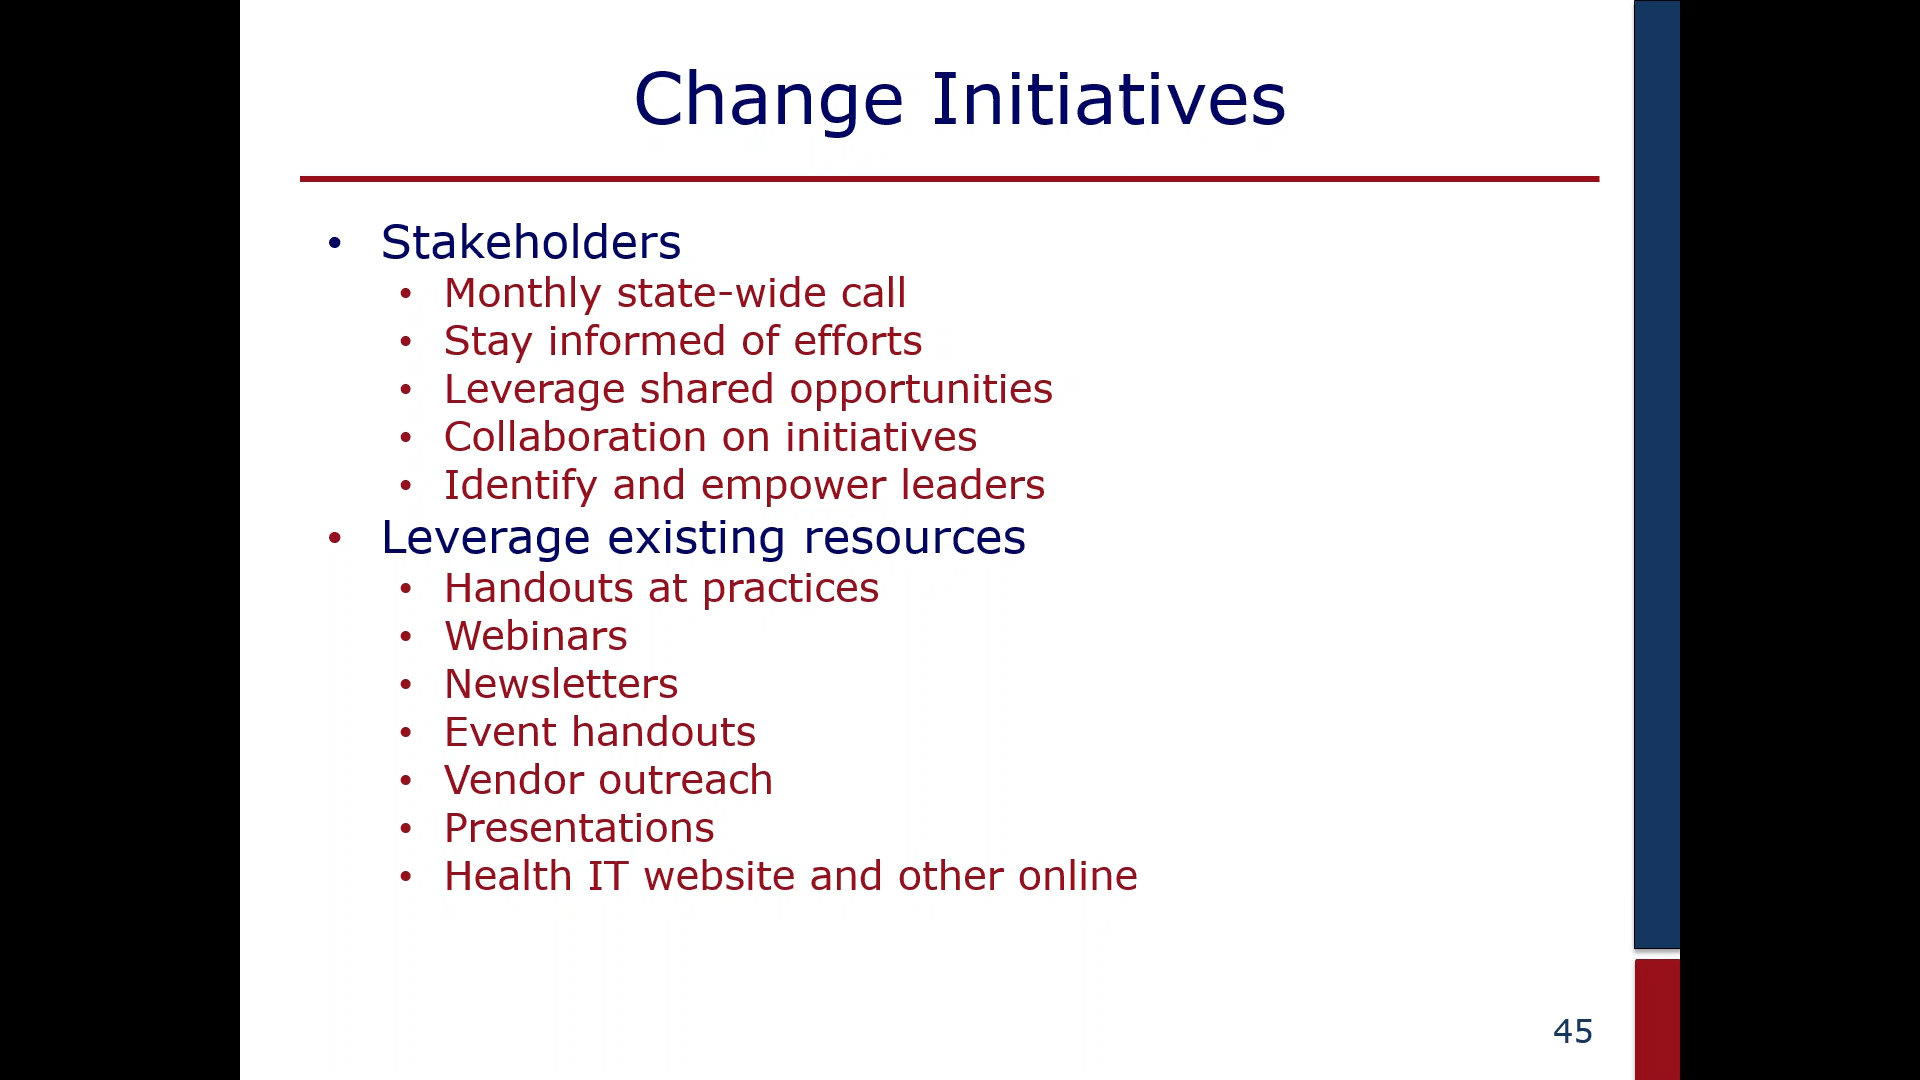 Change Initiatives
• Stakeholders
• Monthly state-wide call
• Stay informed of efforts
• Leverage shared opportunities
• Collaboration on initiatives
• Identify and empower leaders
• Leverage existing resources
• Handouts at practices
• Webinars
• Newsletters
• Event handouts
• Vendor outreach
• Presentations
• Health IT website and other online
45